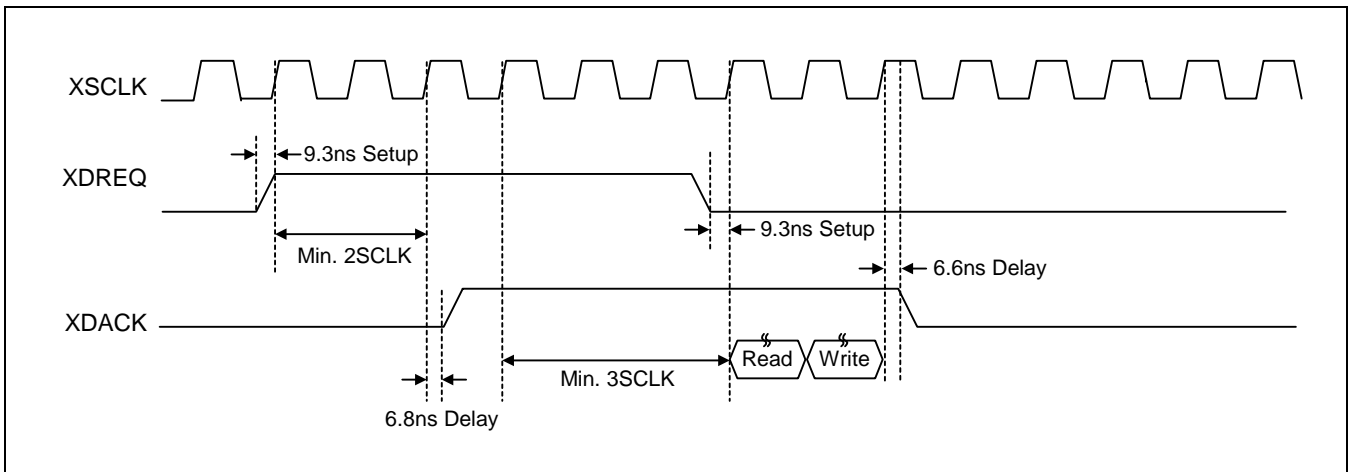 XSCLK
9.3ns Setup
XDREQ
9.3ns Setup
Min. 2SCLK
6.6ns Delay
XDACK
Read Write
Min. 3SCLK
6.8ns Delay